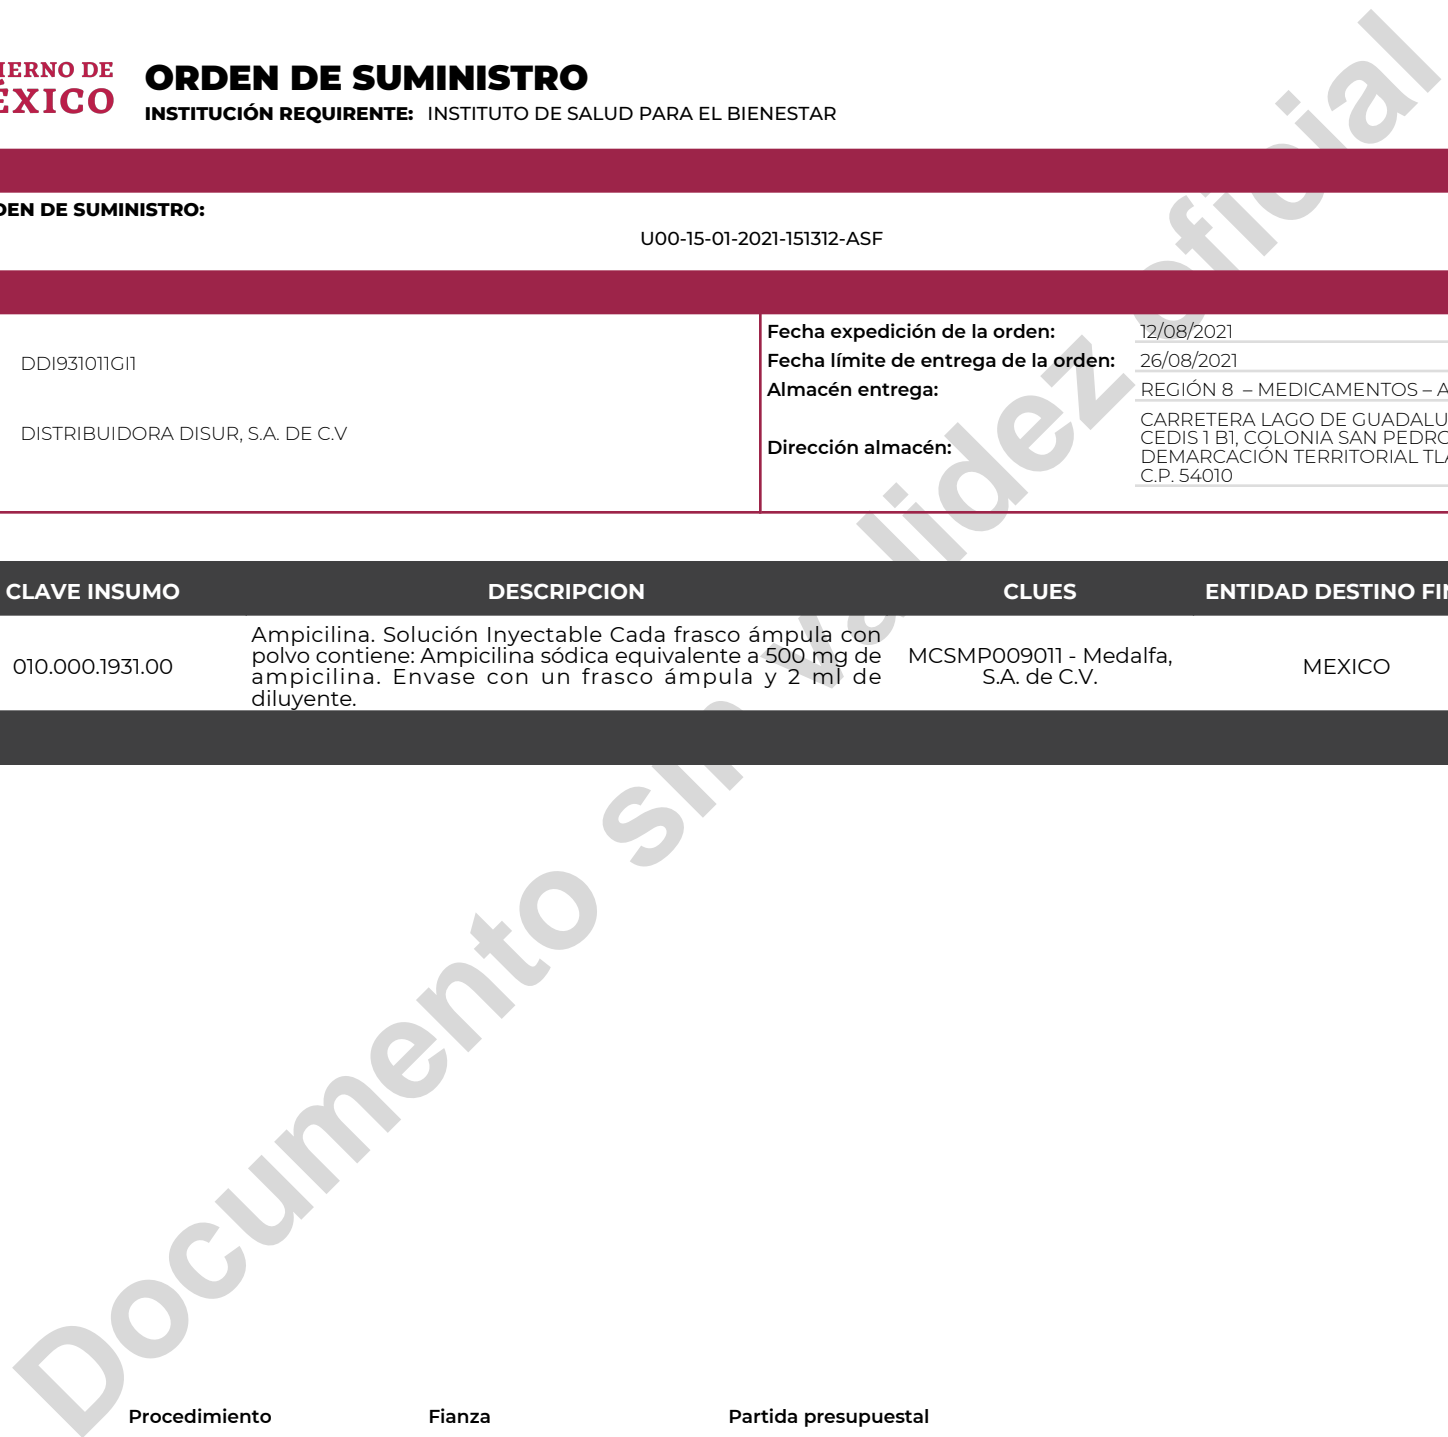 IERNO DE
ÉXICO
ORDEN DE SUMINISTRO
INSTITUCIÓN REQUIRENTE: INSTITUTO DE SALUD PARA EL BIENESTAR
DEN DE SUMINISTRO:
U00-15-01-2021-151312-ASF
DDI931011GI1
DISTRIBUIDORA DISUR, S.A. DE C.V
Fecha expedición de la orden: 12/08/2021
Fecha límite de entrega de la orden: 26/08/2021
Almacén entrega: REGIÓN 8 – MEDICAMENTOS – A
Dirección almacén:
CARRETERA LAGO DE GUADALU
CEDIS 1 B1, COLONIA SAN PEDRO
DEMARCACIÓN TERRITORIAL TLA
C.P. 54010
CLAVE INSUMO DESCRIPCION CLUES ENTIDAD DESTINO FIN
010.000.1931.00
Ampicilina. Solución Inyectable Cada frasco ámpula con
polvo contiene: Ampicilina sódica equivalente a 500 mg de
ampicilina. Envase con un frasco ámpula y 2 ml de
diluyente.
MCSMP009011 - Medalfa,
S.A. de C.V.
MEXICO
Documento sin validez oficial
Procedimiento Fianza Partida presupuestal